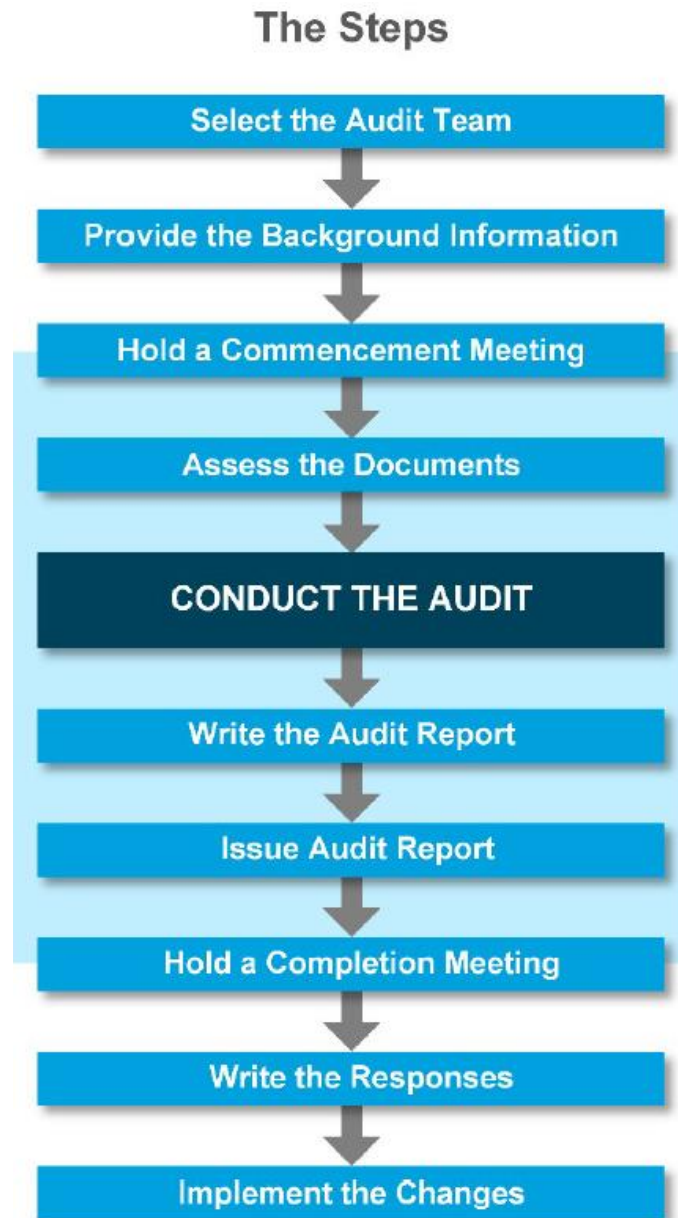 The Steps
Select the Audit Team
Provide the Background Information
Hold a Commencement Meeting
Assess the Documents
CONDUCT THE AUDIT
Write the Audit Report
Issue Audit Report
Hold a Completion Meeting
Write the Responses
Implement the Changes